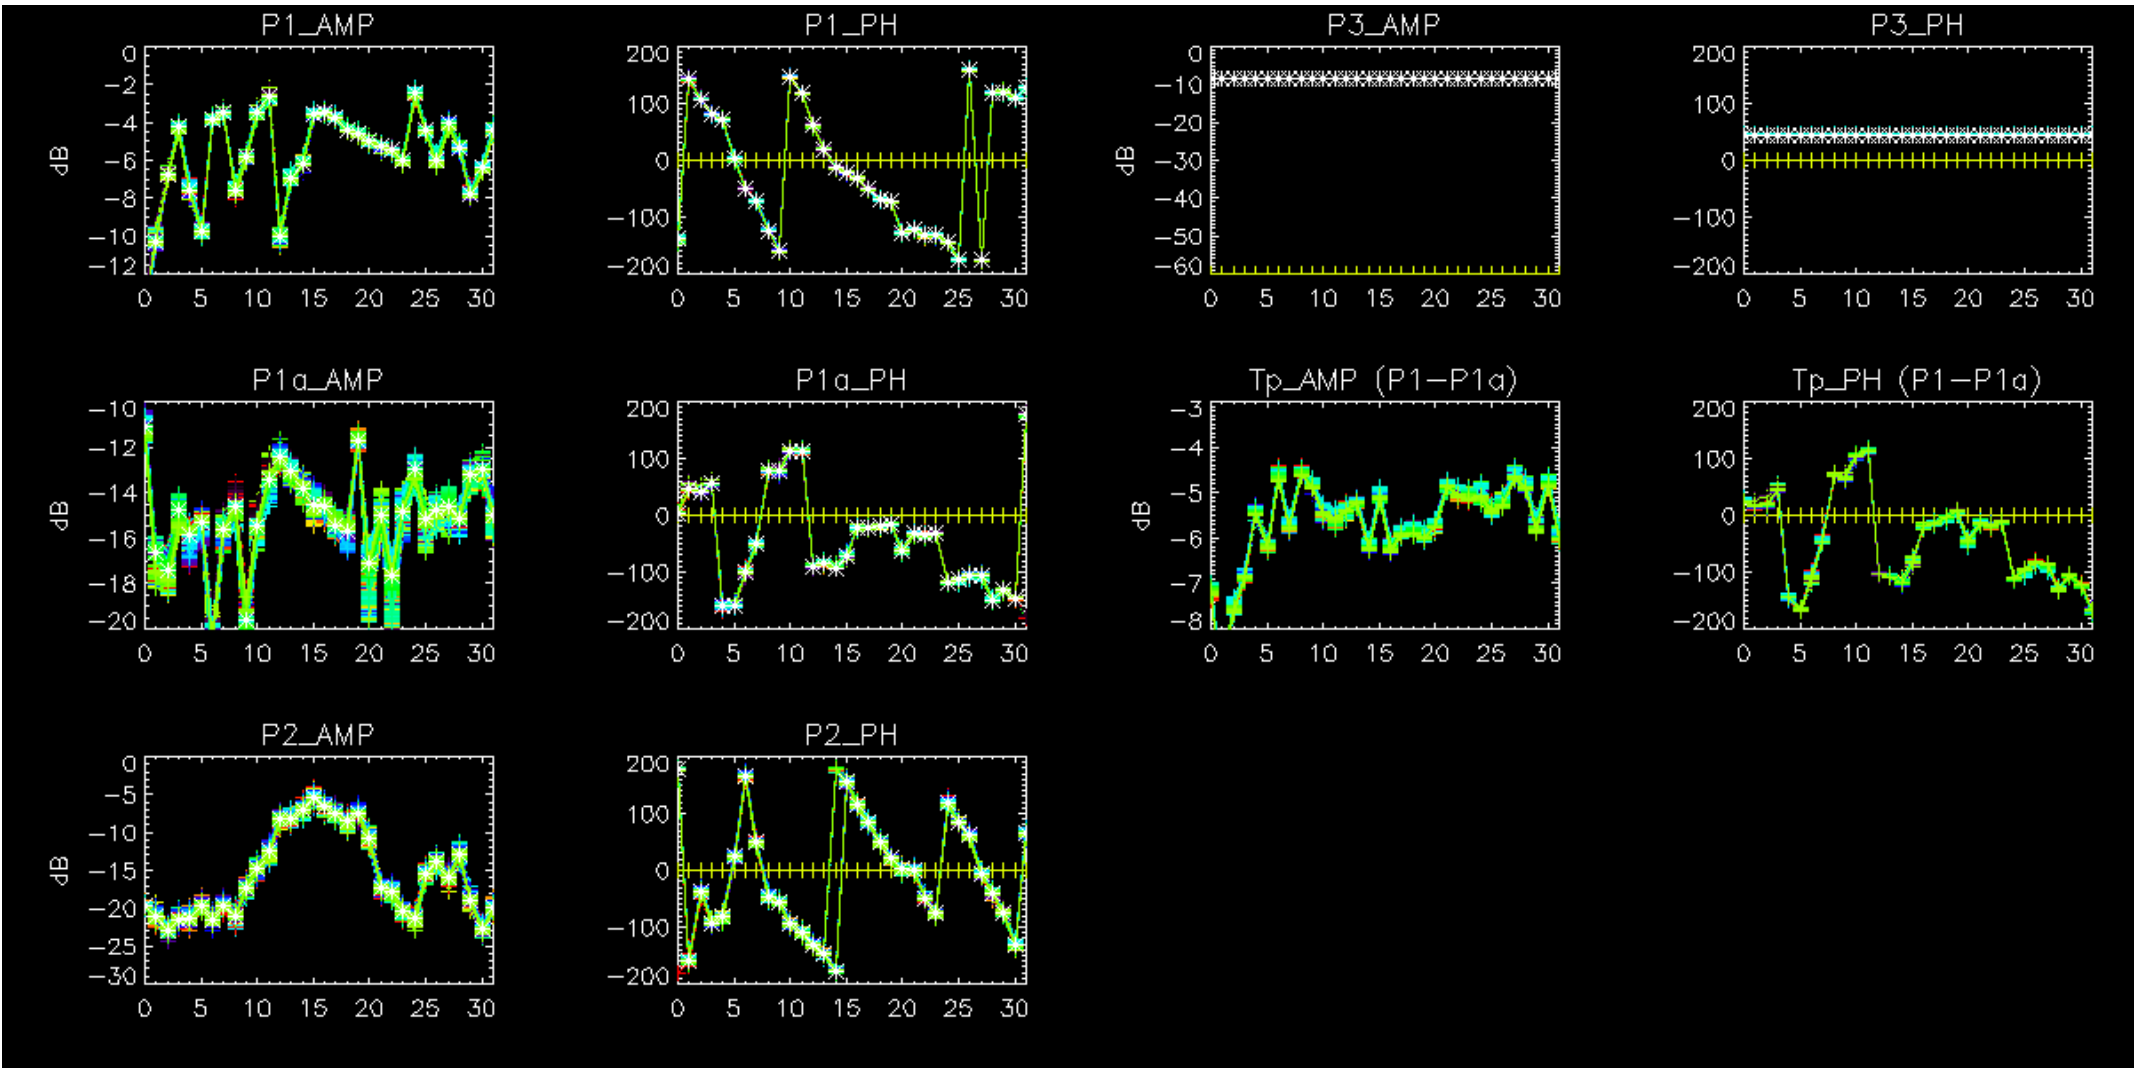 P1_AMP
P1_PH
P3_AMP
P3_PH
0
−2
−4
−6
−8
−10
−12
dB
0 5 10 15 20 25 30
200
100
0
−100
−200
0 5 10 15 20 25 30
0
−10
−20
−30
−40
−50
−60
dB
0 5 10 15 20 25 30
200
100
0
−100
−200
0 5 10 15 20 25 30
P1a_AMP
P1a_PH
Tp_AMP (P1−P1a)
Tp_PH (P1−P1a)
−10
−12
−14
−16
−18
−20
dB
0 5 10 15 20 25 30
200
100
0
−100
−200
0 5 10 15 20 25 30
−3
−4
−5
−6
−7
−8
dB
0 5 10 15 20 25 30
200
100
0
−100
−200
0 5 10 15 20 25 30
P2_AMP
P2_PH
0
−5
−10
−15
−20
−25
−30
dB
0 5 10 15 20 25 30
200
100
0
−100
−200
0 5 10 15 20 25 30